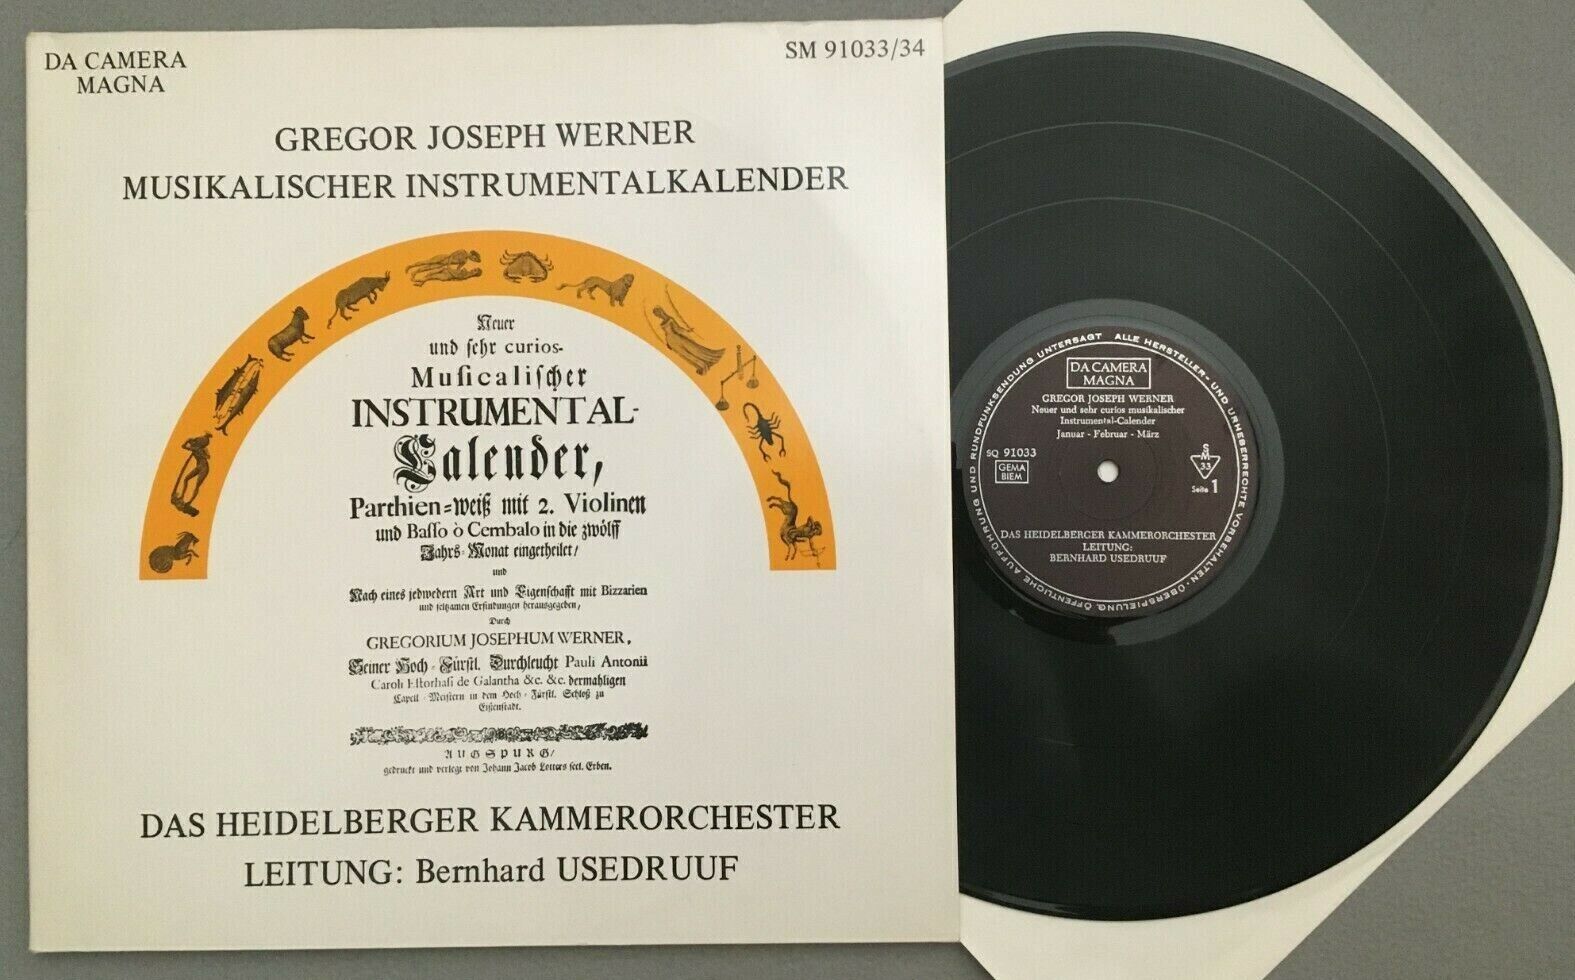 DA CAMERA
MAGNA
SM 91033/34
GREGOR JOSEPH WERNER
MUSIKALISCHER INSTRUMENTALKALENDER
Neuer
und sehr curios-
Musicalischer
INSTRUMENTAL-
Calender,
Parthien=weiß mit 2. Violinen
und Basso ò Cembalo in die zwölff
Jahrs-Monat eingetheilet/
und
Nach eines jedwedern Art und Eigenschafft mit Bizzarien
und seltzamen Erfindungen herausgegeben,
Durch
GREGORIUM JOSEPHUM WERNER,
Seiner Hoch-Fürstl. Durchleucht Pauli Antonii
Caroli Estorhasi de Galantha &c. &c. dermahligen
Capell-Meistern in dem Hoch-Fürstl. Schloß zu
Eißenstadt.
AUGSPURG/
gedruckt und verlegt von Johann Jacob Lotters seel. Erben.
DAS HEIDELBERGER KAMMERORCHESTER
LEITUNG: Bernhard USEDRUUF
ALLE HERSTELLER- UND URHEBERRECHTE VORBEHALTEN · ÜBERSPIELUNG, ÖFFENTLICHE AUFFÜHRUNG UND RUNDFUNKSENDUNG UNTERSAGT
DA CAMERA
MAGNA
GREGOR JOSEPH WERNER
Neuer und sehr curios musikalischer
Instrumental-Calender
Januar - Februar - März
SQ 91033
GEMA
BIEM
S
M
33
Seite 1
DAS HEIDELBERGER KAMMERORCHESTER
LEITUNG:
BERNHARD USEDRUUF